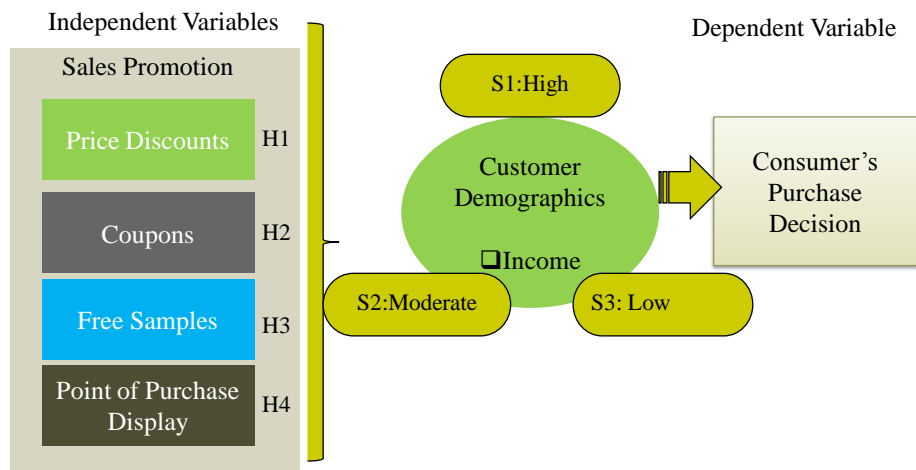 Independent Variables
Sales Promotion
Price Discounts
H1
Coupons
H2
Free Samples
H3
Point of Purchase
Display
H4
S1:High
Customer
Demographics
❑Income
S2:Moderate
S3: Low
Dependent Variable
Consumer’s
Purchase
Decision